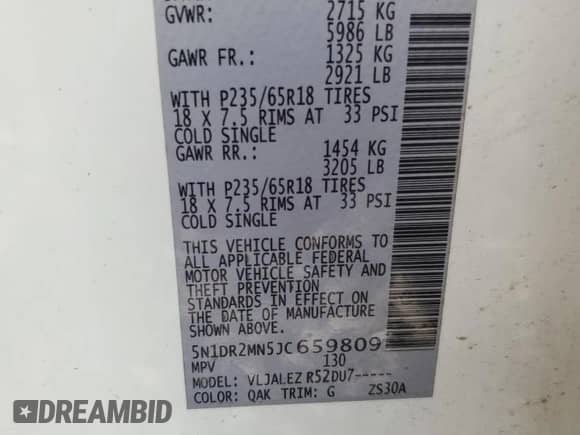 GVWR: 2715 KG
5986 LB
GAWR FR.: 1325 KG
2921 LB
WITH P235/65R18 TIRES
18 X 7.5 RIMS AT 33 PSI
COLD SINGLE
GAWR RR.: 1454 KG
3205 LB
WITH P235/65R18 TIRES
18 X 7.5 RIMS AT 33 PSI
COLD SINGLE
THIS VEHICLE CONFORMS TO
ALL APPLICABLE FEDERAL
MOTOR VEHICLE SAFETY AND
THEFT PREVENTION
STANDARDS IN EFFECT ON
THE DATE OF MANUFACTURE
SHOWN ABOVE.
5N1DR2MN5JC659809
MPV 130
MODEL: VLJALEZ R52DU7-----
COLOR: QAK TRIM: G ZS30A
DREAMBID
DREAMBID.COM